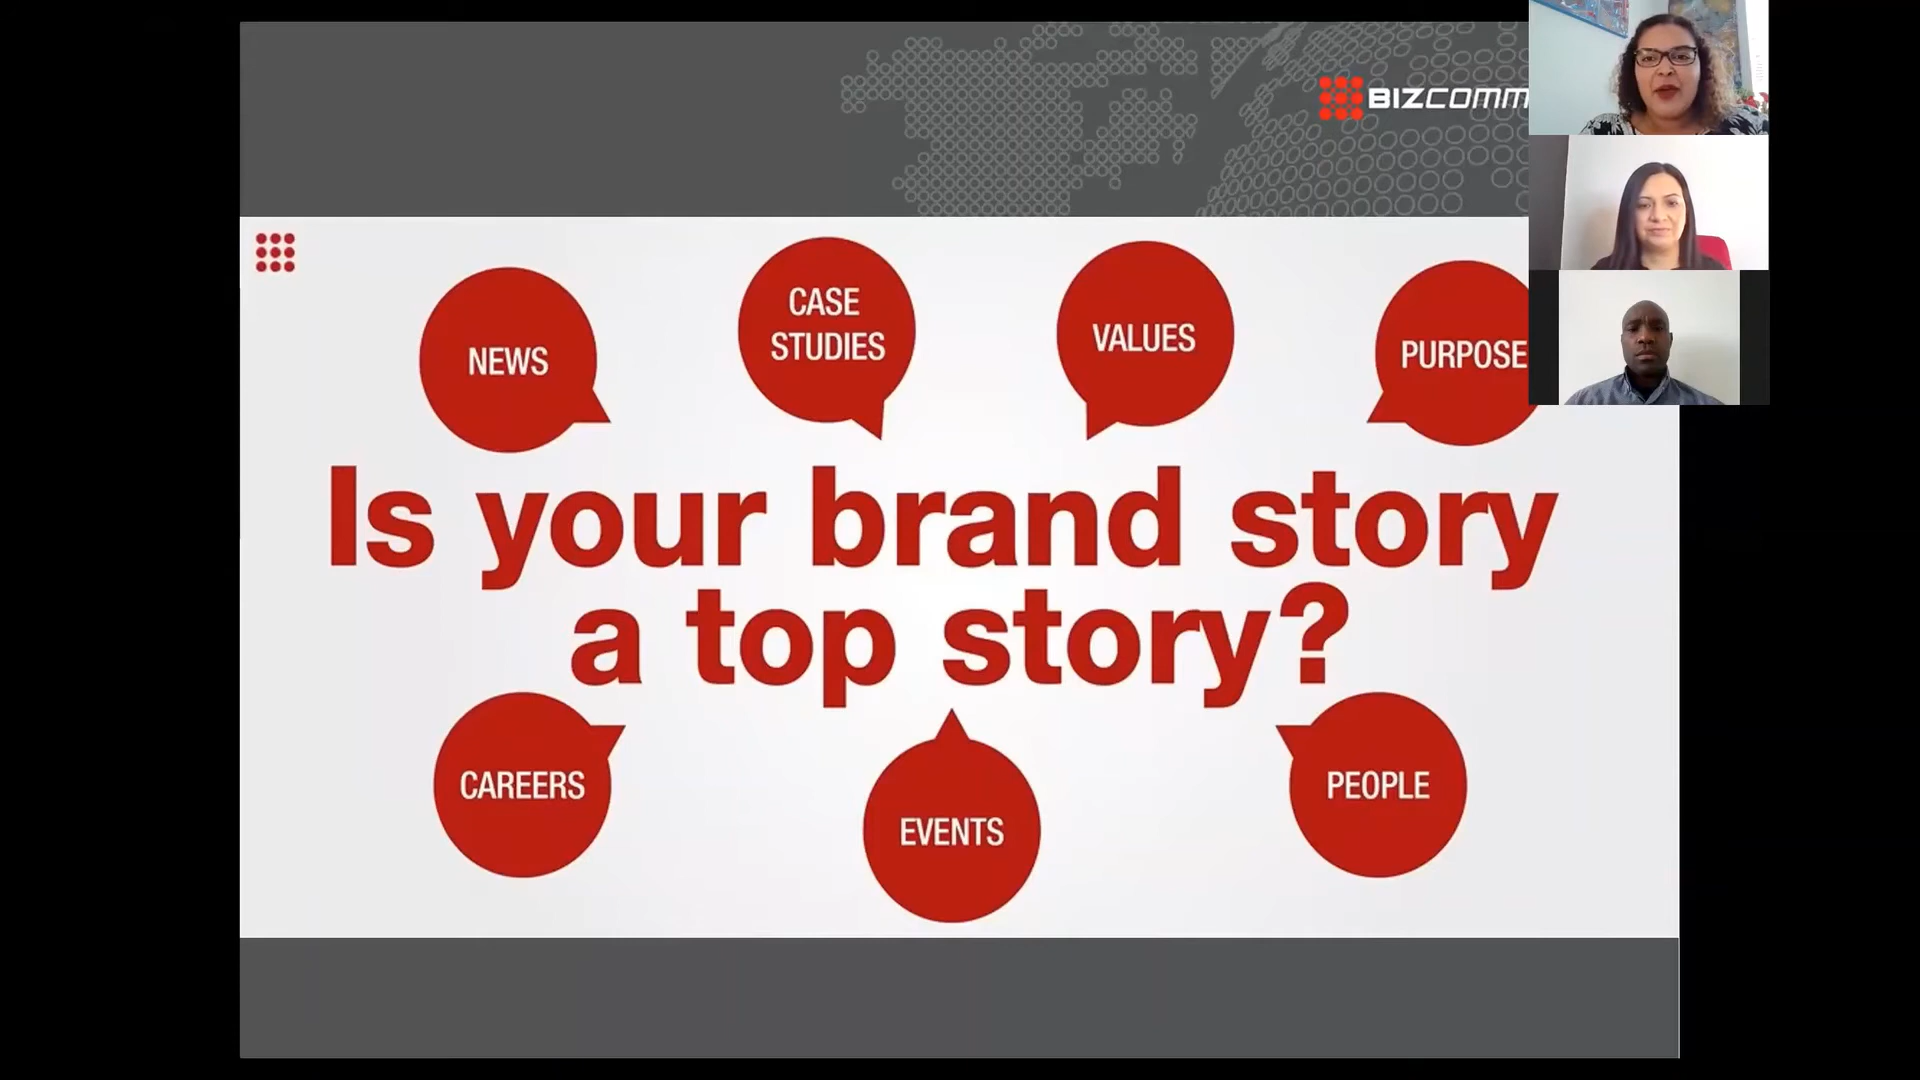 BIZCOMM
NEWS
CASE
STUDIES
VALUES
PURPOSE
Is your brand story
a top story?
CAREERS
EVENTS
PEOPLE